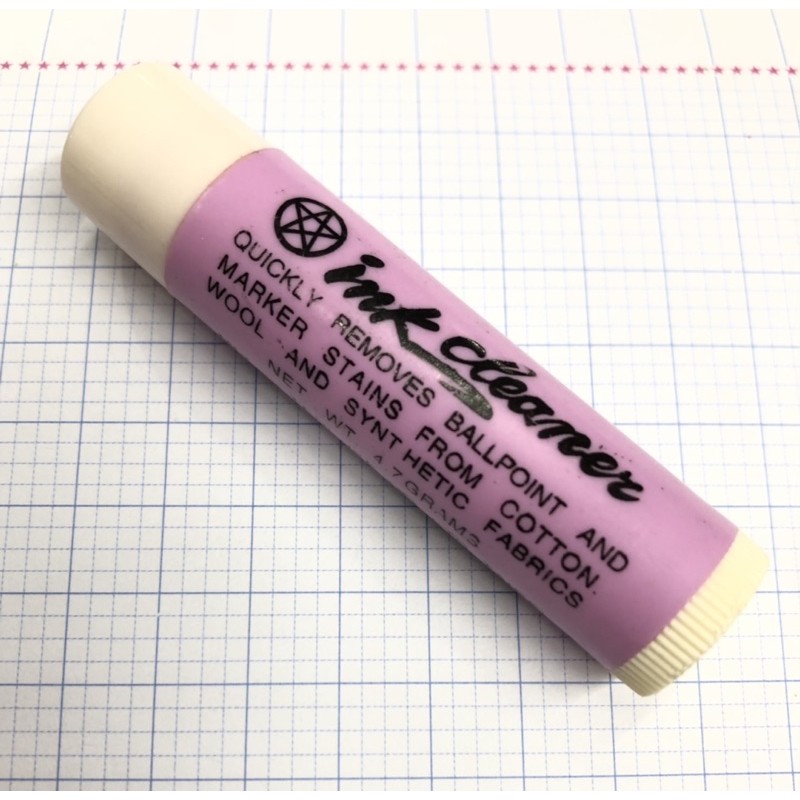 ink cleaner
QUICKLY REMOVES BALLPOINT AND
MARKER STAINS FROM COTTON.
WOOL AND SYNTHETIC FABRICS
NET. WT. 4.7 GRAMS